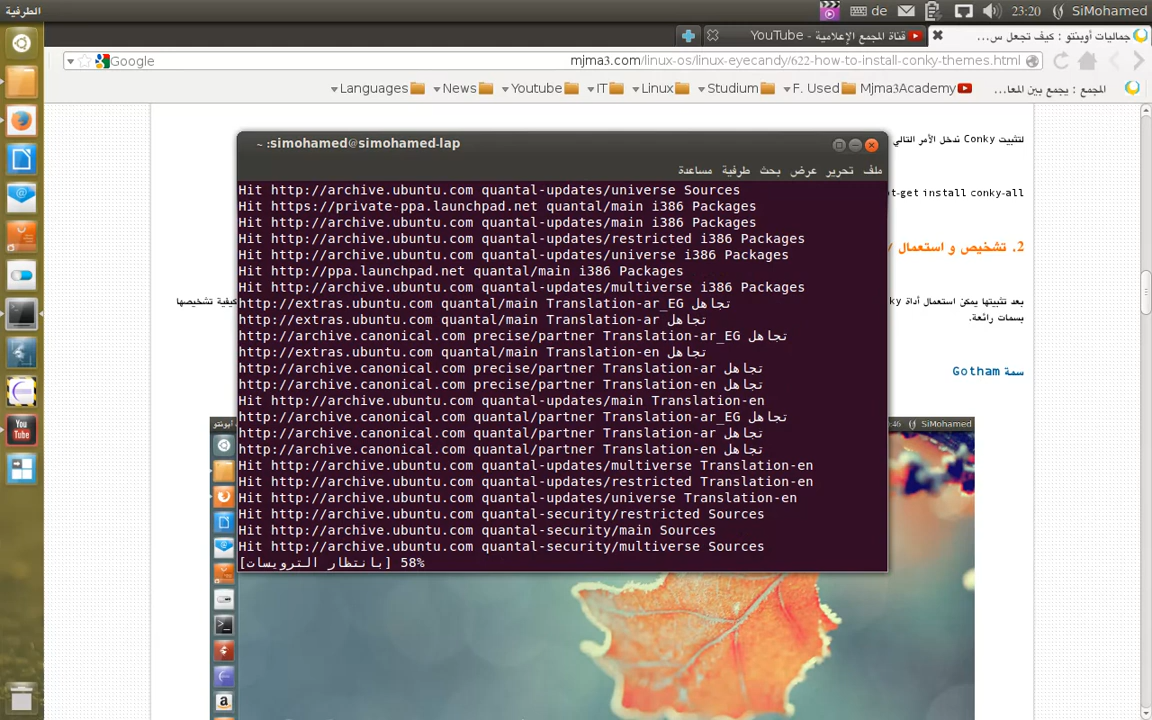 الطرفية
de
23:20
SiMohamed
قناة المجمع الإعلامية - YouTube
جماليات أوبنتو : كيف تجعل س...
Google
mjma3.com/linux-os/linux-eyecandy/622-how-to-install-conky-themes.html
Languages
News
Youtube
IT
Linux
Studium
F. Used
Mjma3Academy
المجمع : يجمع بين المعا...
لتثبيت Conky ندخل الأمر التالي
simohamed@simohamed-lap: ~
ملف تحرير عرض بحث طرفية مساعدة
ot-get install conky-all
2. تشخيص و استعمال /
بعد تثبيتها يمكن استعمال أداة
كيفية تشخيصها
بسمات رائعة.
سمة Gotham
Hit http://archive.ubuntu.com quantal-updates/universe Sources
Hit https://private-ppa.launchpad.net quantal/main i386 Packages
Hit http://archive.ubuntu.com quantal-updates/main i386 Packages
Hit http://archive.ubuntu.com quantal-updates/restricted i386 Packages
Hit http://archive.ubuntu.com quantal-updates/universe i386 Packages
Hit http://ppa.launchpad.net quantal/main i386 Packages
Hit http://archive.ubuntu.com quantal-updates/multiverse i386 Packages
http://extras.ubuntu.com quantal/main Translation-ar_EG تجاهل
http://extras.ubuntu.com quantal/main Translation-ar تجاهل
http://archive.canonical.com precise/partner Translation-ar_EG تجاهل
http://extras.ubuntu.com quantal/main Translation-en تجاهل
http://archive.canonical.com precise/partner Translation-ar تجاهل
http://archive.canonical.com precise/partner Translation-en تجاهل
Hit http://archive.ubuntu.com quantal-updates/main Translation-en
http://archive.canonical.com quantal/partner Translation-ar_EG تجاهل
http://archive.canonical.com quantal/partner Translation-ar تجاهل
http://archive.canonical.com quantal/partner Translation-en تجاهل
Hit http://archive.ubuntu.com quantal-updates/multiverse Translation-en
Hit http://archive.ubuntu.com quantal-updates/restricted Translation-en
Hit http://archive.ubuntu.com quantal-updates/universe Translation-en
Hit http://archive.ubuntu.com quantal-security/restricted Sources
Hit http://archive.ubuntu.com quantal-security/main Sources
Hit http://archive.ubuntu.com quantal-security/multiverse Sources
58% [بانتظار الترويسات]
SiMohamed
You Tube